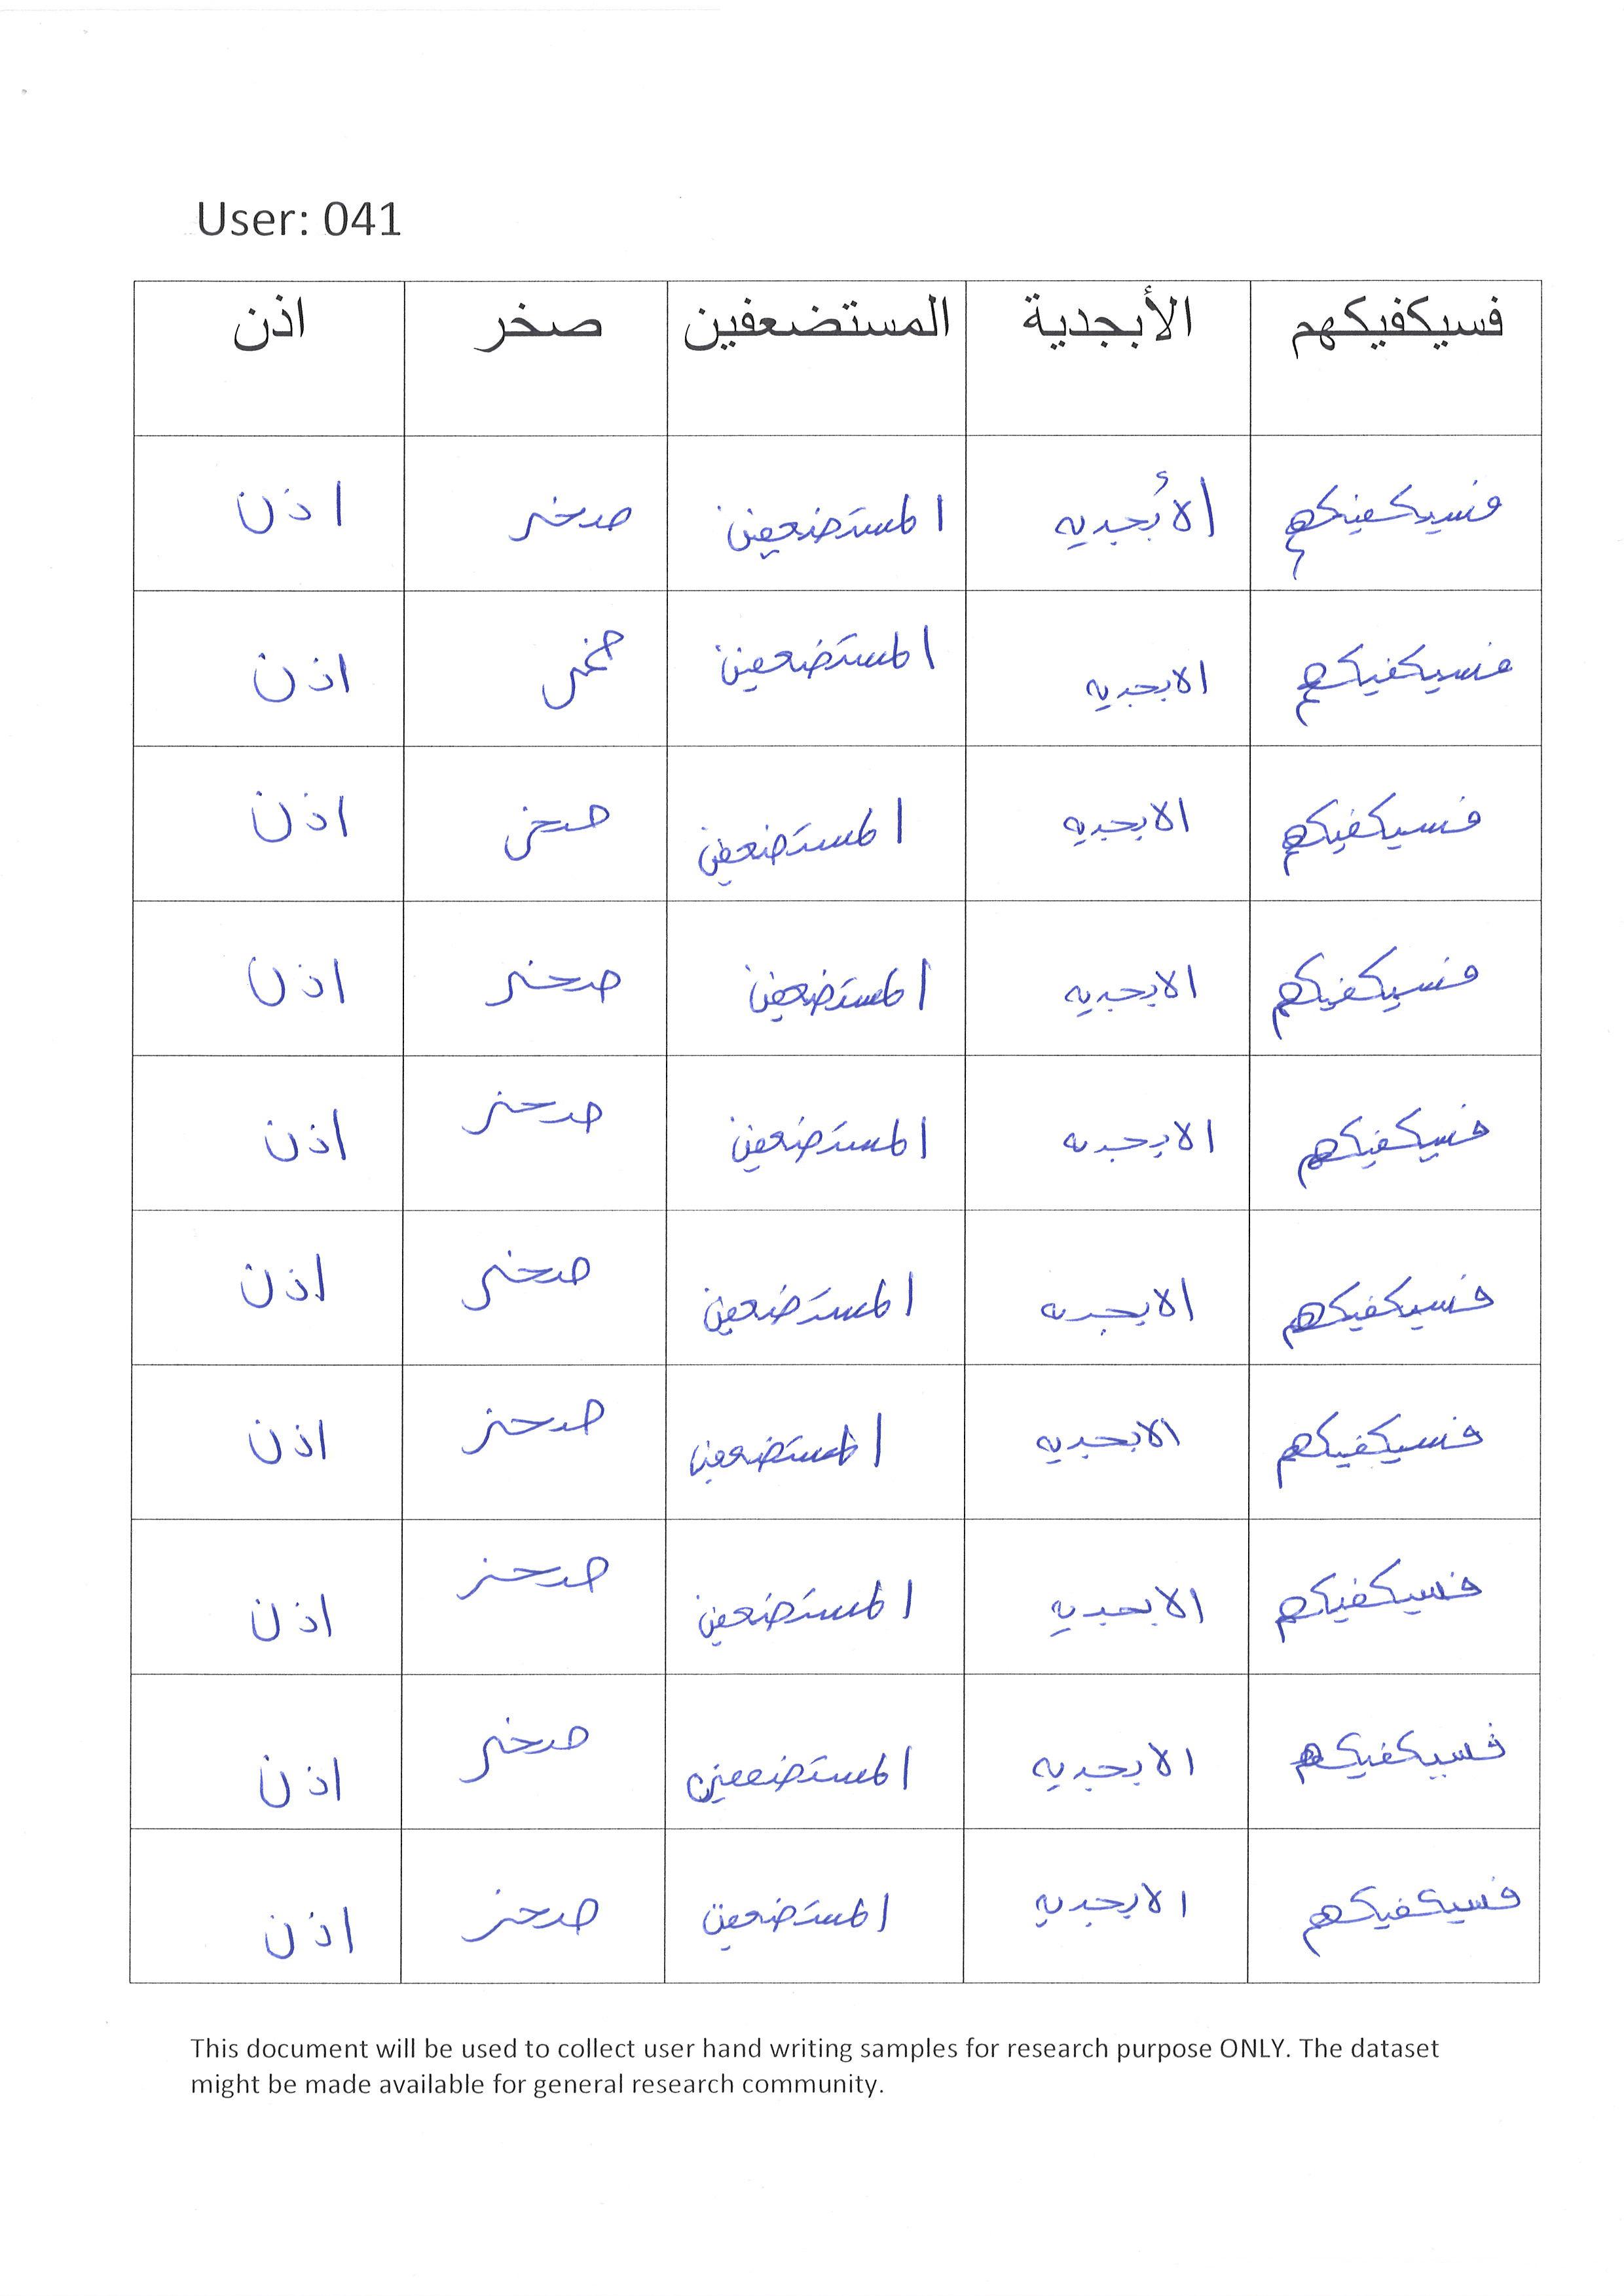 User: 041
فسيكفيكهم الأبجدية المستضعفين صخر اذن
فسيكفيكهم الأبجديه المستضعفين صخر اذن
فسيكفيكهم الابجديه المستضعفين صخر اذن
فسيكفيكهم الابجديه المستضعفين صخر اذن
فسيكفيكهم الابجديه المستضعفين صخر اذن
فسيكفيكهم الابجديه المستضعفين صخر اذن
فسيكفيكهم الابجديه المستضعفين صخر اذن
فسيكفيكهم الابجديه المستضعفين صخر اذن
فسيكفيكهم الابجديه المستضعفين صخر اذن
فسيكفيكهم الابجديه المستضعفين صخر اذن
فسيكفيكهم الابجديه المستضعفين صخر اذن
This document will be used to collect user hand writing samples for research purpose ONLY. The dataset
might be made available for general research community.